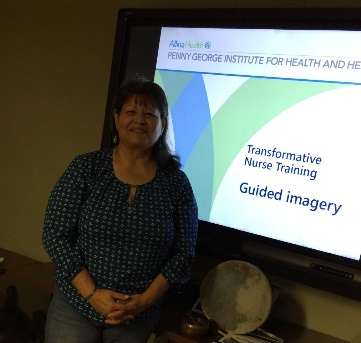 Allina Health
PENNY GEORGE INSTITUTE FOR HEALTH AND HE
Transformative
Nurse Training
Guided imagery